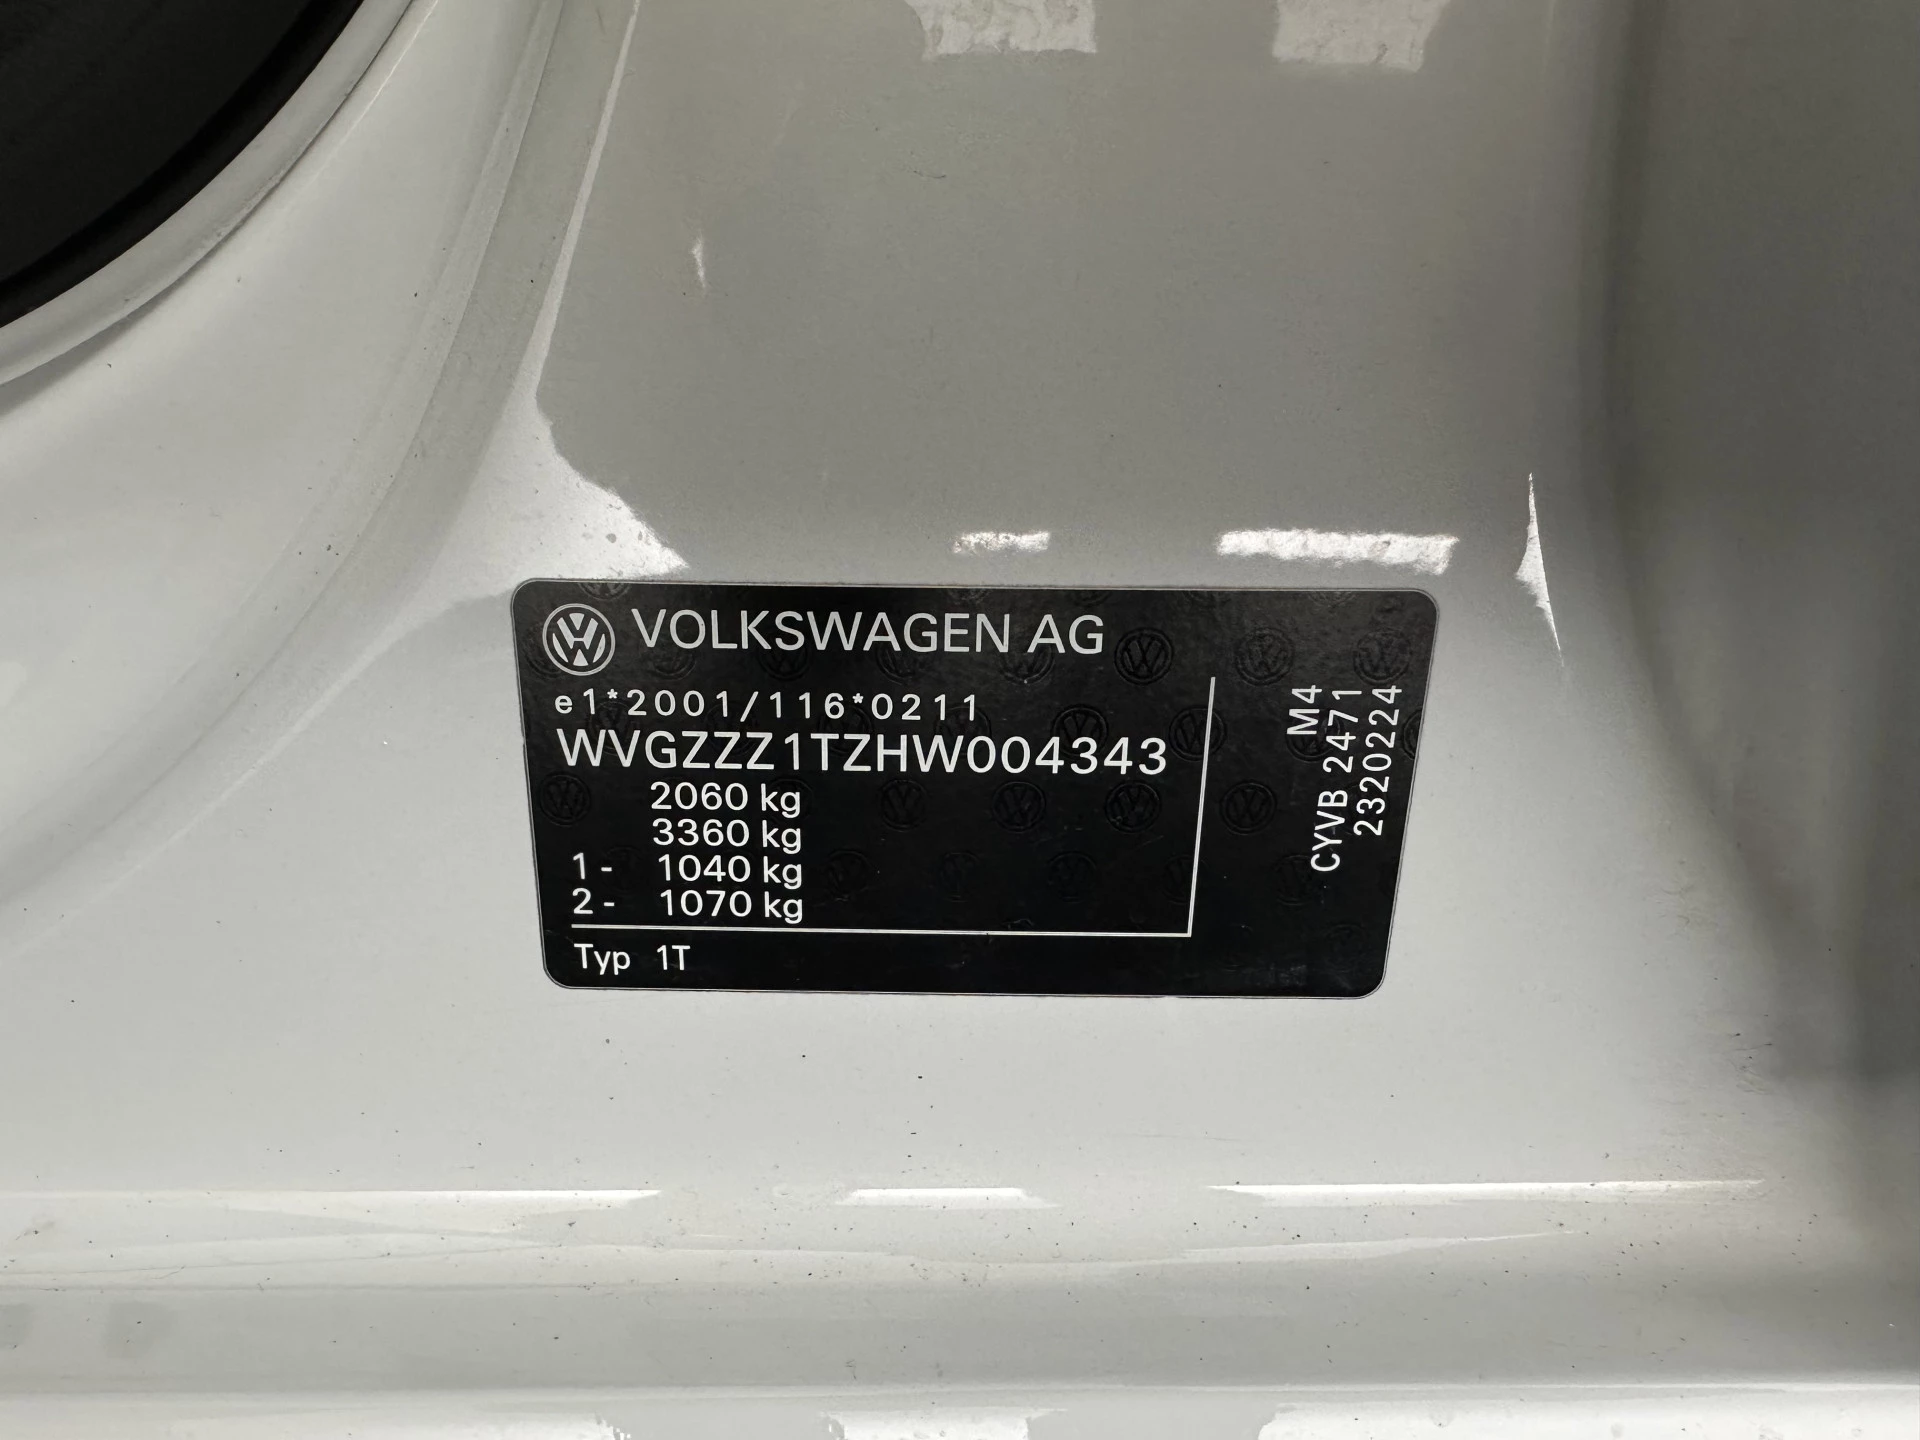 VOLKSWAGEN AG
e1*2001/116*0211
WVGZZZ1TZHW004343
2060 kg
3360 kg
1- 1040 kg
2- 1070 kg
Typ 1T
M4
CYVB 2471
2320224